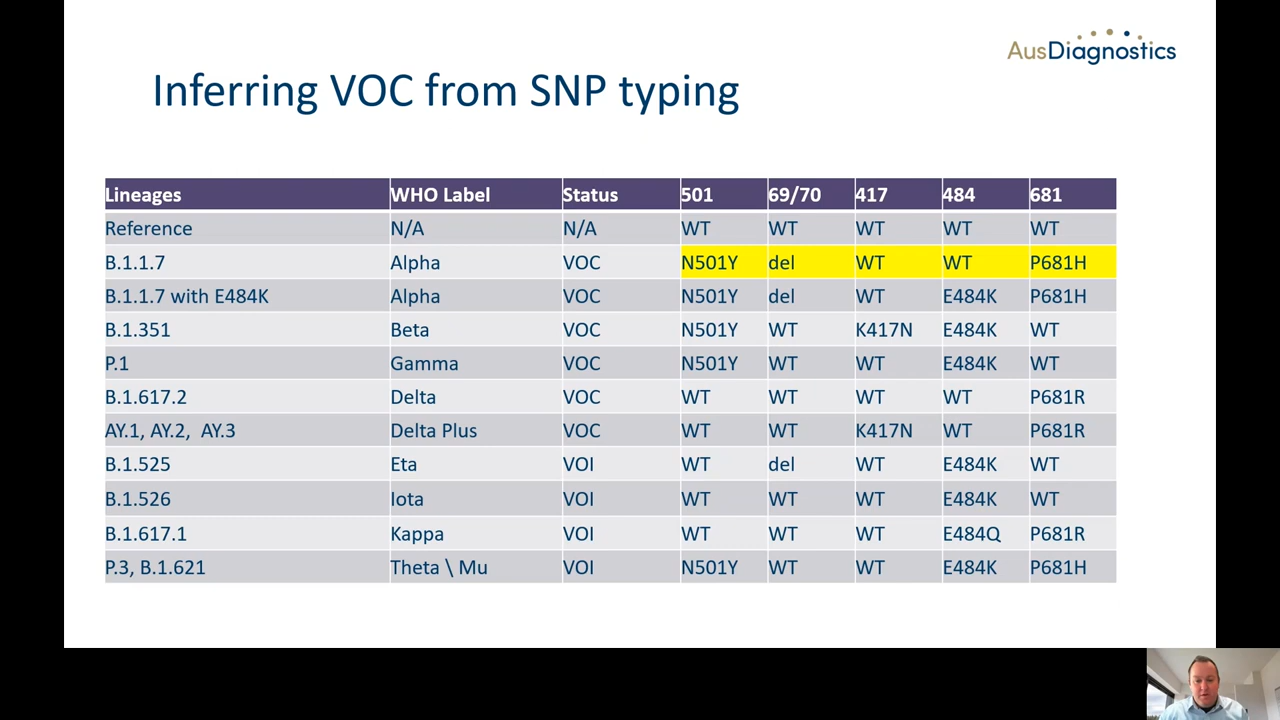 AusDiagnostics
Inferring VOC from SNP typing
Lineages WHO Label Status 501 69/70 417 484 681
Reference N/A N/A WT WT WT WT WT
B.1.1.7 Alpha VOC N501Y del WT WT P681H
B.1.1.7 with E484K Alpha VOC N501Y del WT E484K P681H
B.1.351 Beta VOC N501Y WT K417N E484K WT
P.1 Gamma VOC N501Y WT WT E484K WT
B.1.617.2 Delta VOC WT WT WT WT P681R
AY.1, AY.2, AY.3 Delta Plus VOC WT WT K417N WT P681R
B.1.525 Eta VOI WT del WT E484K WT
B.1.526 Iota VOI WT WT WT E484K WT
B.1.617.1 Kappa VOI WT WT WT E484Q P681R
P.3, B.1.621 Theta \ Mu VOI N501Y WT WT E484K P681H